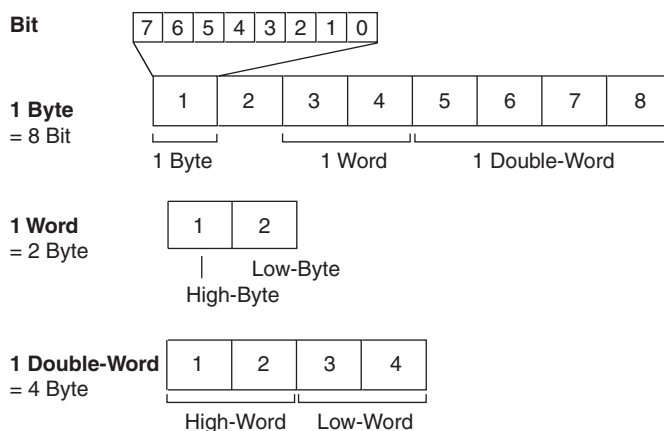 Bit
7 6 5 4 3 2 1 0
1 Byte
= 8 Bit
1 2 3 4 5 6 7 8
1 Byte 1 Word 1 Double-Word
1 Word
= 2 Byte
1 2
Low-Byte
High-Byte
1 Double-Word
= 4 Byte
1 2 3 4
High-Word Low-Word